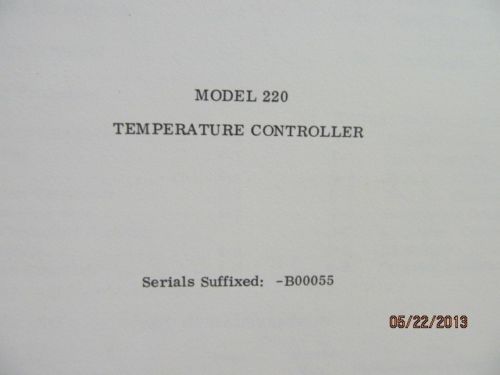 MODEL 220
TEMPERATURE CONTROLLER
Serials Suffixed: -B00055
05/22/2013